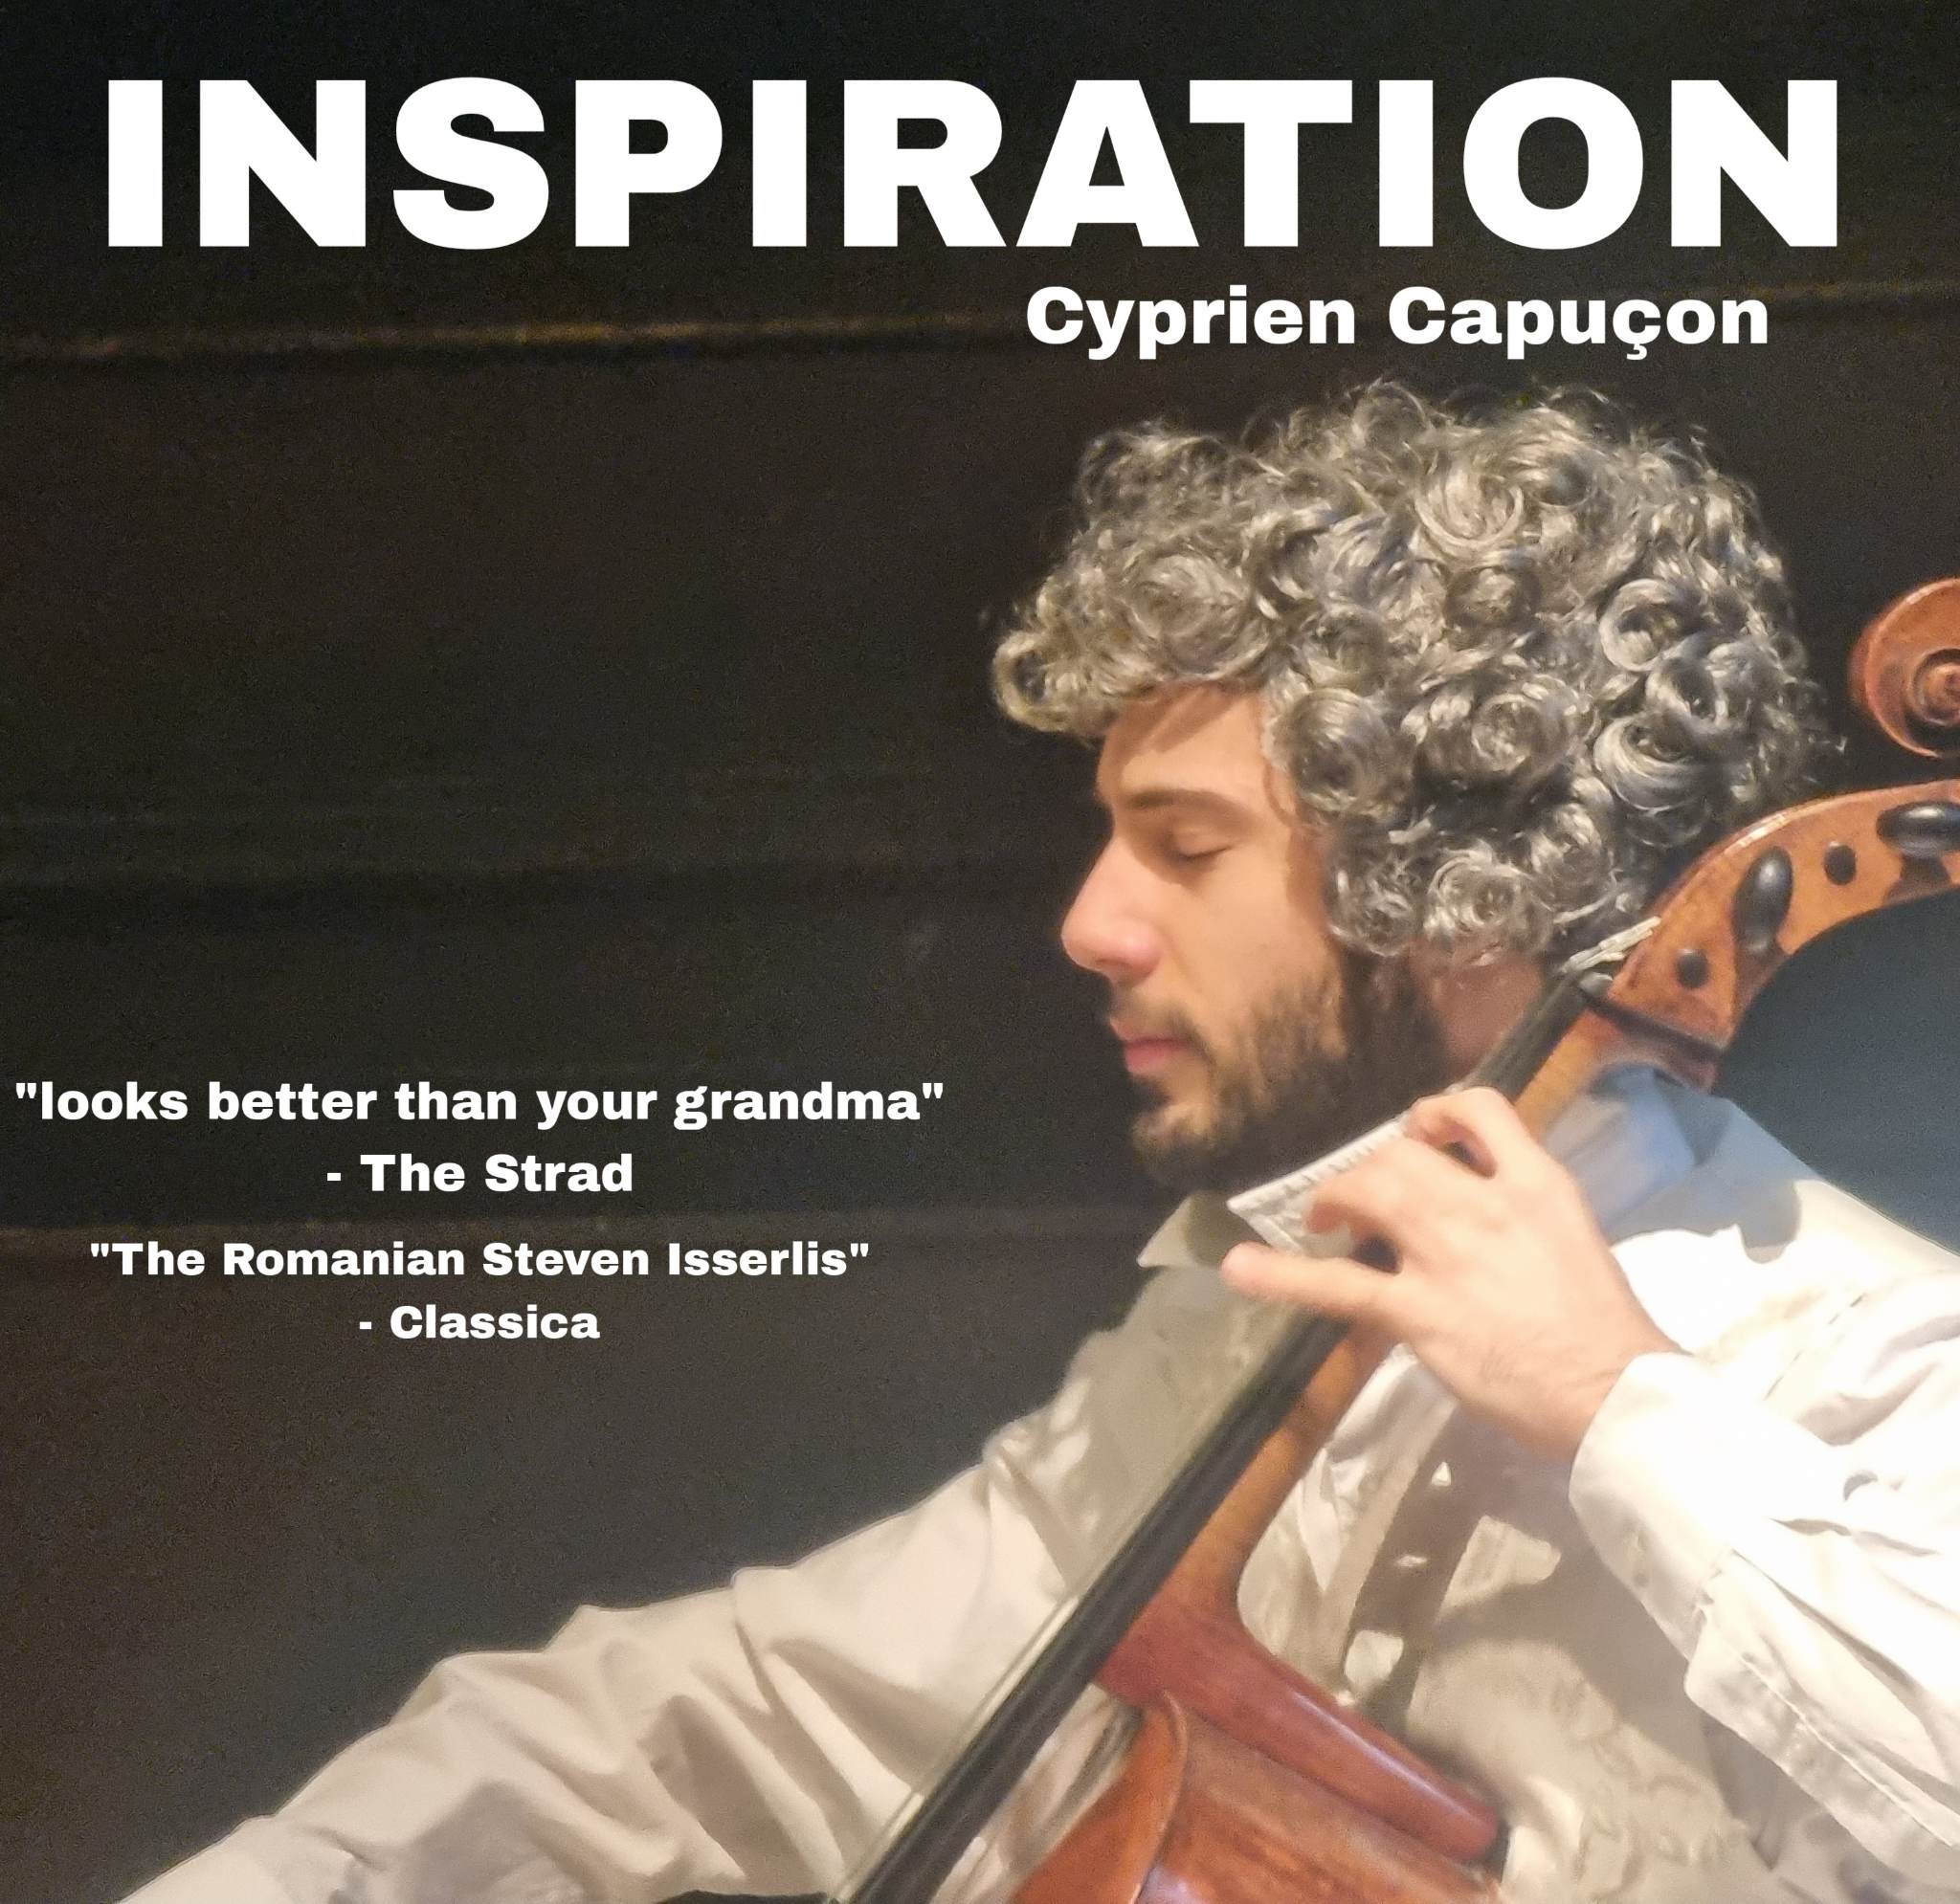 INSPIRATION
Cyprien Capuçon
"looks better than your grandma"
- The Strad
"The Romanian Steven Isserlis"
- Classica